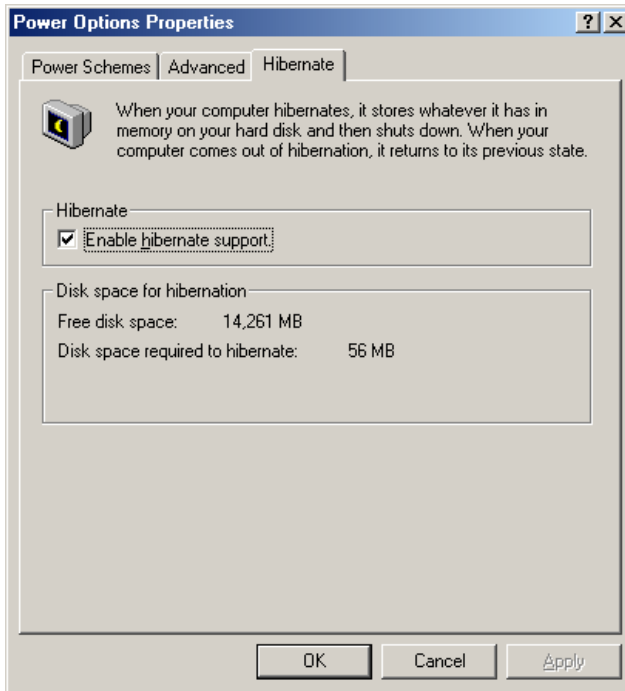 Power Options Properties
Power Schemes Advanced Hibernate
When your computer hibernates, it stores whatever it has in
memory on your hard disk and then shuts down. When your
computer comes out of hibernation, it returns to its previous state.
Hibernate
Enable hibernate support.
Disk space for hibernation
Free disk space: 14,261 MB
Disk space required to hibernate: 56 MB
OK Cancel Apply